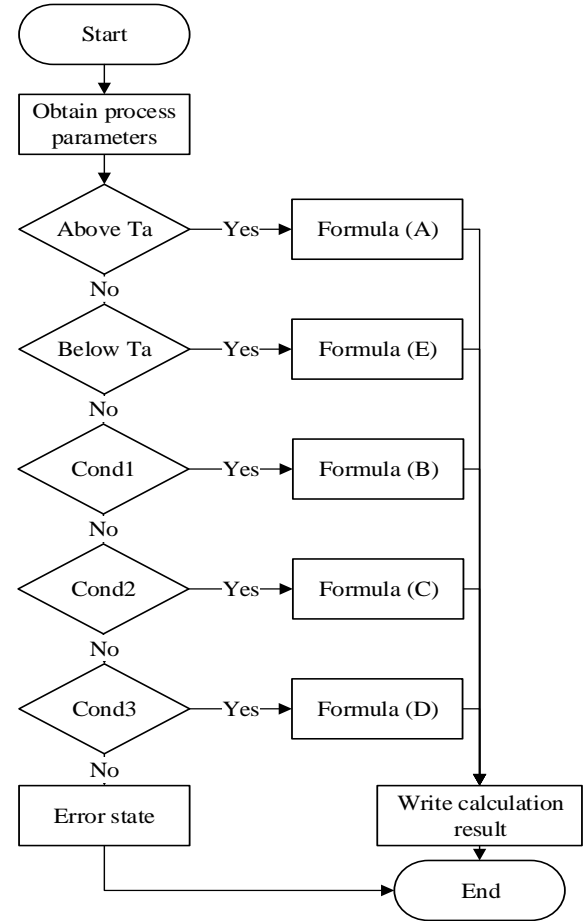 Start
Obtain process
parameters
Above Ta
Yes
Formula (A)
No
Below Ta
Yes
Formula (E)
No
Cond1
Yes
Formula (B)
No
Cond2
Yes
Formula (C)
No
Cond3
Yes
Formula (D)
No
Error state
Write calculation
result
End